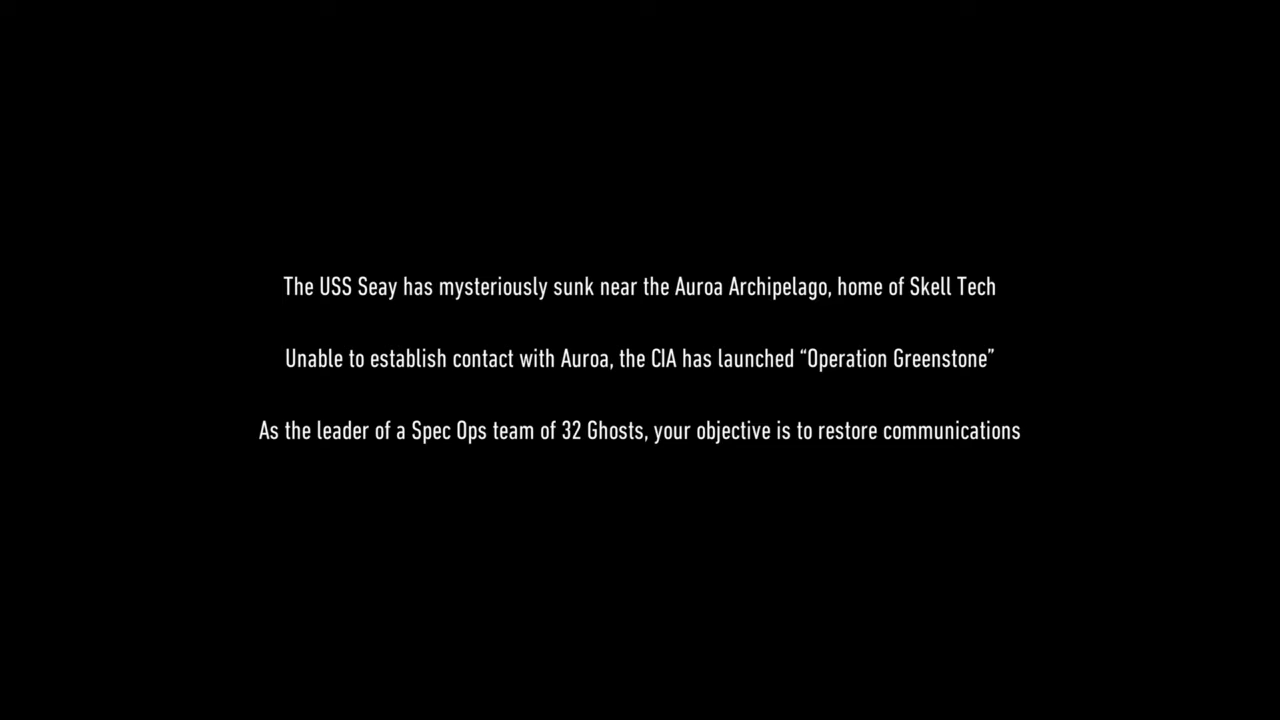 The USS Seay has mysteriously sunk near the Auroa Archipelago, home of Skell Tech
Unable to establish contact with Auroa, the CIA has launched “Operation Greenstone”
As the leader of a Spec Ops team of 32 Ghosts, your objective is to restore communications